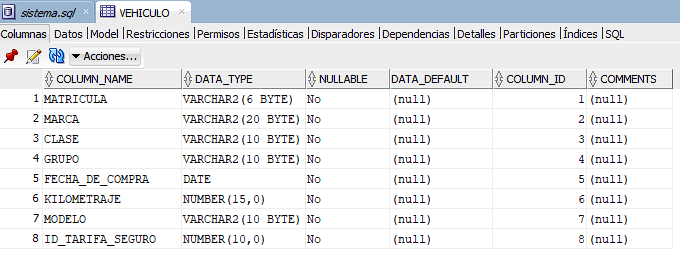 sistema.sql VEHICULO
Columnas Datos Model Restricciones Permisos Estadísticas Disparadores Dependencias Detalles Particiones Índices SQL
Acciones...
COLUMN_NAME DATA_TYPE NULLABLE DATA_DEFAULT COLUMN_ID COMMENTS
1 MATRICULA VARCHAR2(6 BYTE) No (null) 1 (null)
2 MARCA VARCHAR2(20 BYTE) No (null) 2 (null)
3 CLASE VARCHAR2(10 BYTE) No (null) 3 (null)
4 GRUPO VARCHAR2(10 BYTE) No (null) 4 (null)
5 FECHA_DE_COMPRA DATE No (null) 5 (null)
6 KILOMETRAJE NUMBER(15,0) No (null) 6 (null)
7 MODELO VARCHAR2(10 BYTE) No (null) 7 (null)
8 ID_TARIFA_SEGURO NUMBER(10,0) No (null) 8 (null)